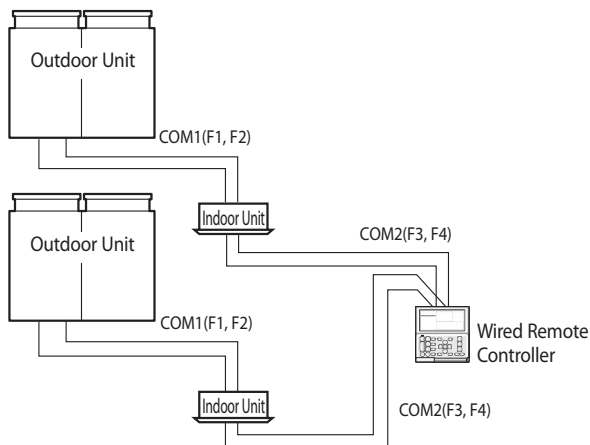 Outdoor Unit
COM1(F1, F2)
Indoor Unit
COM2(F3, F4)
Outdoor Unit
COM1(F1, F2)
Wired Remote
Controller
Indoor Unit
COM2(F3, F4)